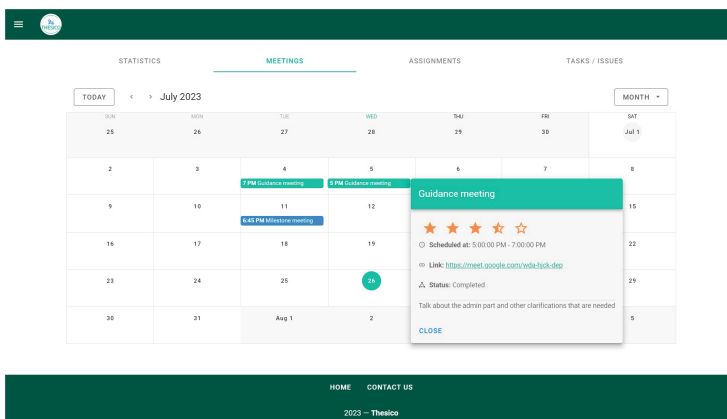 THESICO
STATISTICS MEETINGS ASSIGNMENTS TASKS / ISSUES
TODAY ‹ › July 2023 MONTH
SUN MON TUE WED THU FRI SAT
25 26 27 28 29 30 Jul 1
2 3 4 5 6 7 8
7 PM Guidance meeting 5 PM Guidance meeting
Guidance meeting
9 10 11 12 15
6:45 PM Milestone meeting
16 17 18 19 22
Scheduled at: 5:00:00 PM - 7:00:00 PM
Link: https://meet.google.com/wda-hjck-dep
23 24 25 26 29
Status: Completed
Talk about the admin part and other clarifications that are needed
30 31 Aug 1 2 5
CLOSE
HOME CONTACT US
2023 — Thesico